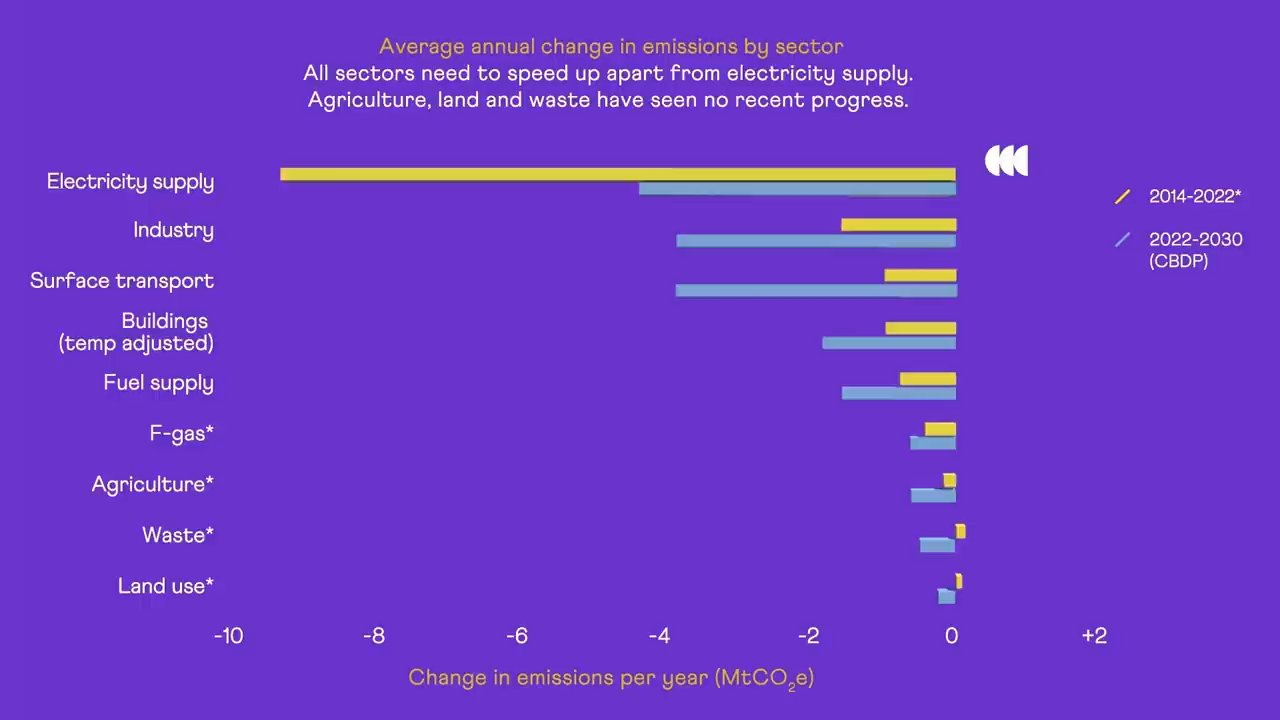 Average annual change in emissions by sector
All sectors need to speed up apart from electricity supply.
Agriculture, land and waste have seen no recent progress.
Electricity supply
2014-2022*
Industry
2022-2030
(CBDP)
Surface transport
Buildings
(temp adjusted)
Fuel supply
F-gas*
Agriculture*
Waste*
Land use*
-10 -8 -6 -4 -2 0 +2
Change in emissions per year (MtCO₂e)